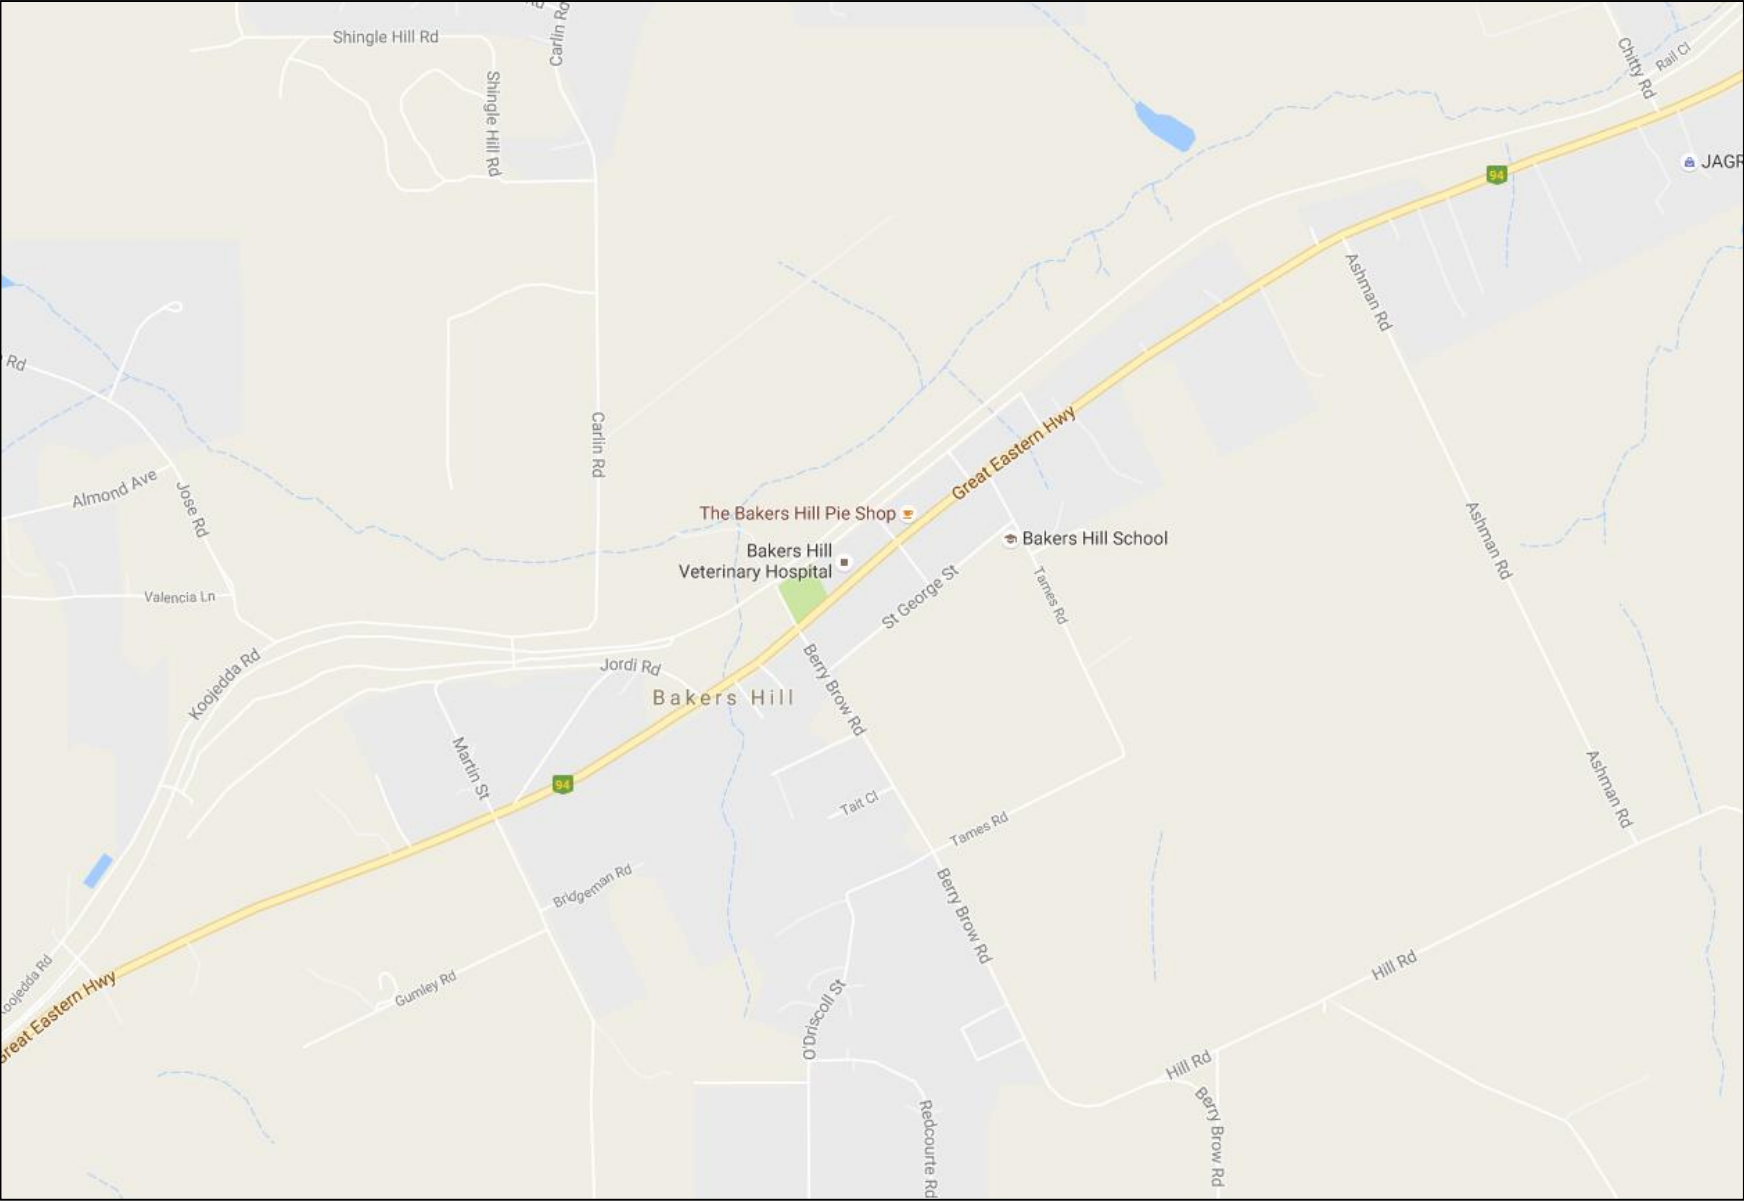 Shingle Hill Rd
Carlin Rd
Shingle Hill Rd
Chitty Rd
Rail Cl
94
JAGR
Ashman Rd
Rd
Carlin Rd
Great Eastern Hwy
Almond Ave
Jose Rd
The Bakers Hill Pie Shop
Bakers Hill
Veterinary Hospital
Bakers Hill School
Ashman Rd
Valencia Ln
St George St
Tames Rd
Koojedda Rd
Jordi Rd
Bakers Hill
Berry Brow Rd
Martin St
94
Tait Cl
Ashman Rd
Tames Rd
Bridgeman Rd
Berry Brow Rd
Koojedda Rd
Great Eastern Hwy
Gumley Rd
O'Driscoll St
Hill Rd
Hill Rd
Redcourte Rd
Berry Brow Rd